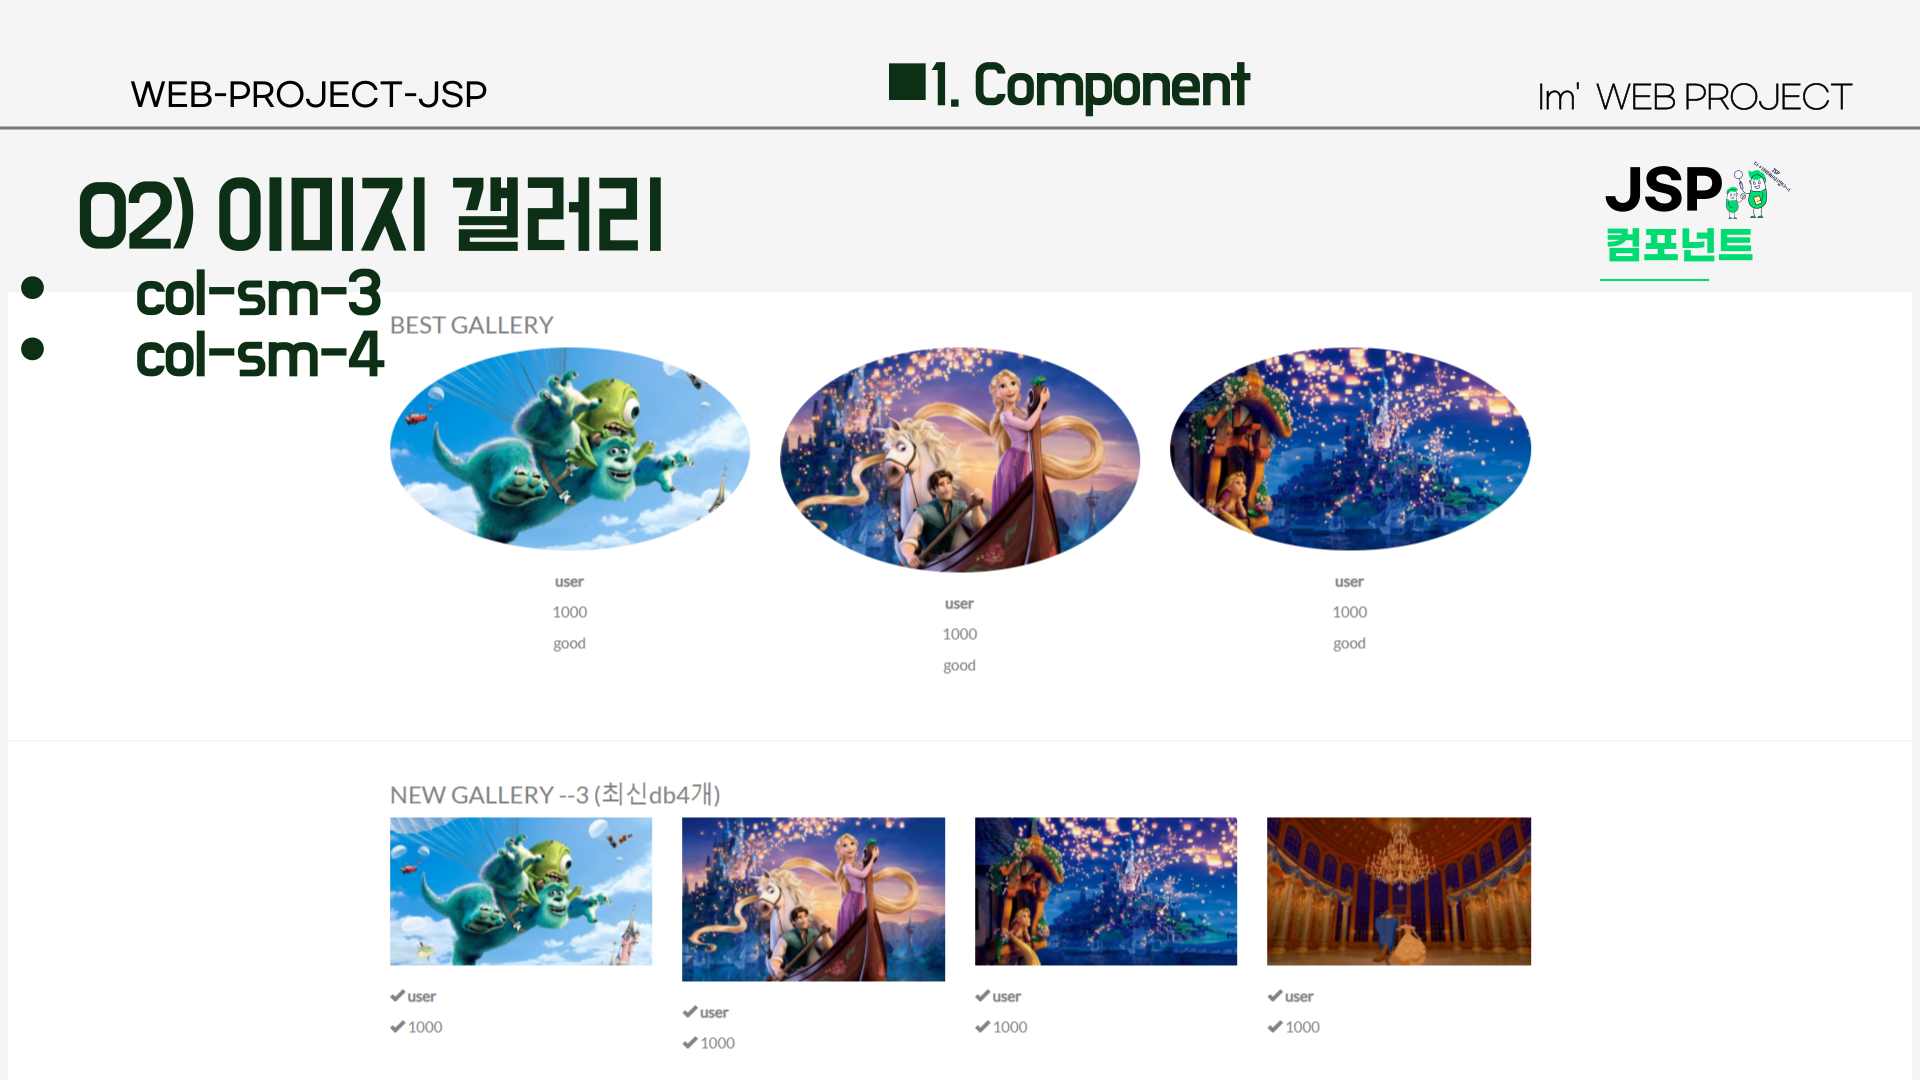 WEB-PROJECT-JSP
■1. Component
Im' WEB PROJECT
02) 이미지 갤러리
JSP
컴포넌트
• col-sm-3
• col-sm-4
BEST GALLERY
user
1000
good
user
1000
good
user
1000
good
NEW GALLERY --3 (최신db4개)
user
1000
user
1000
user
1000
user
1000